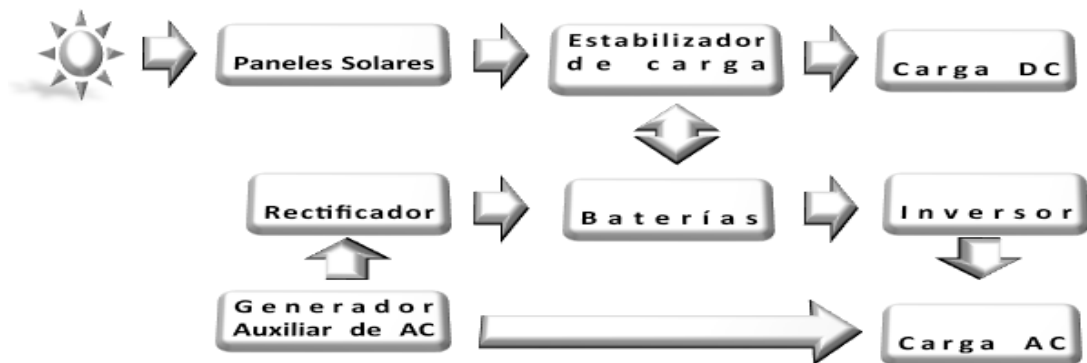 Paneles Solares
Estabilizador
de carga
Carga DC
Rectificador
Baterías
Inversor
Generador
Auxiliar de AC
Carga AC